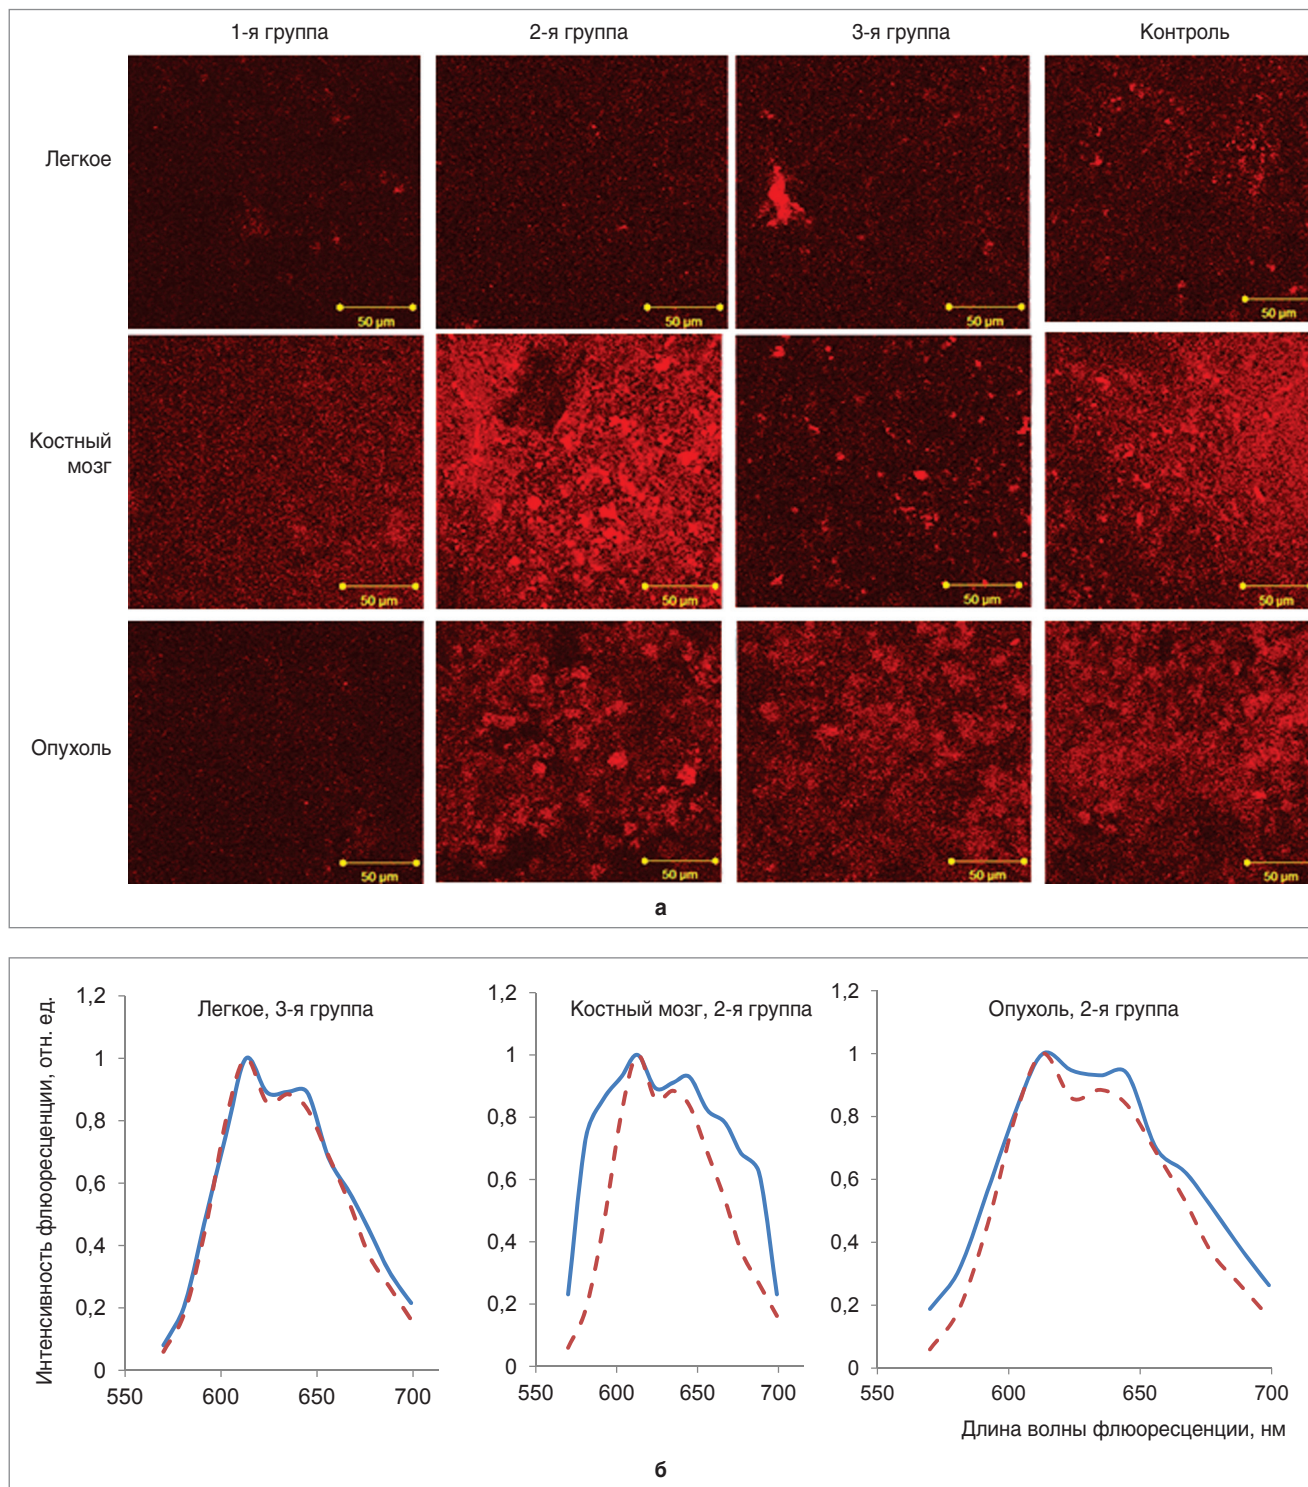 1-я группа 2-я группа 3-я группа Контроль
Легкое
50 µm 50 µm 50 µm 50 µm
Костный
мозг
50 µm 50 µm 50 µm 50 µm
Опухоль
50 µm 50 µm 50 µm 50 µm
а
Интенсивность флюоресценции, отн. ед.
Легкое, 3-я группа
1,2
1
0,8
0,6
0,4
0,2
0
550 600 650 700
Костный мозг, 2-я группа
1,2
1
0,8
0,6
0,4
0,2
0
550 600 650 700
Опухоль, 2-я группа
1,2
1
0,8
0,6
0,4
0,2
0
550 600 650 700
Длина волны флюоресценции, нм
б